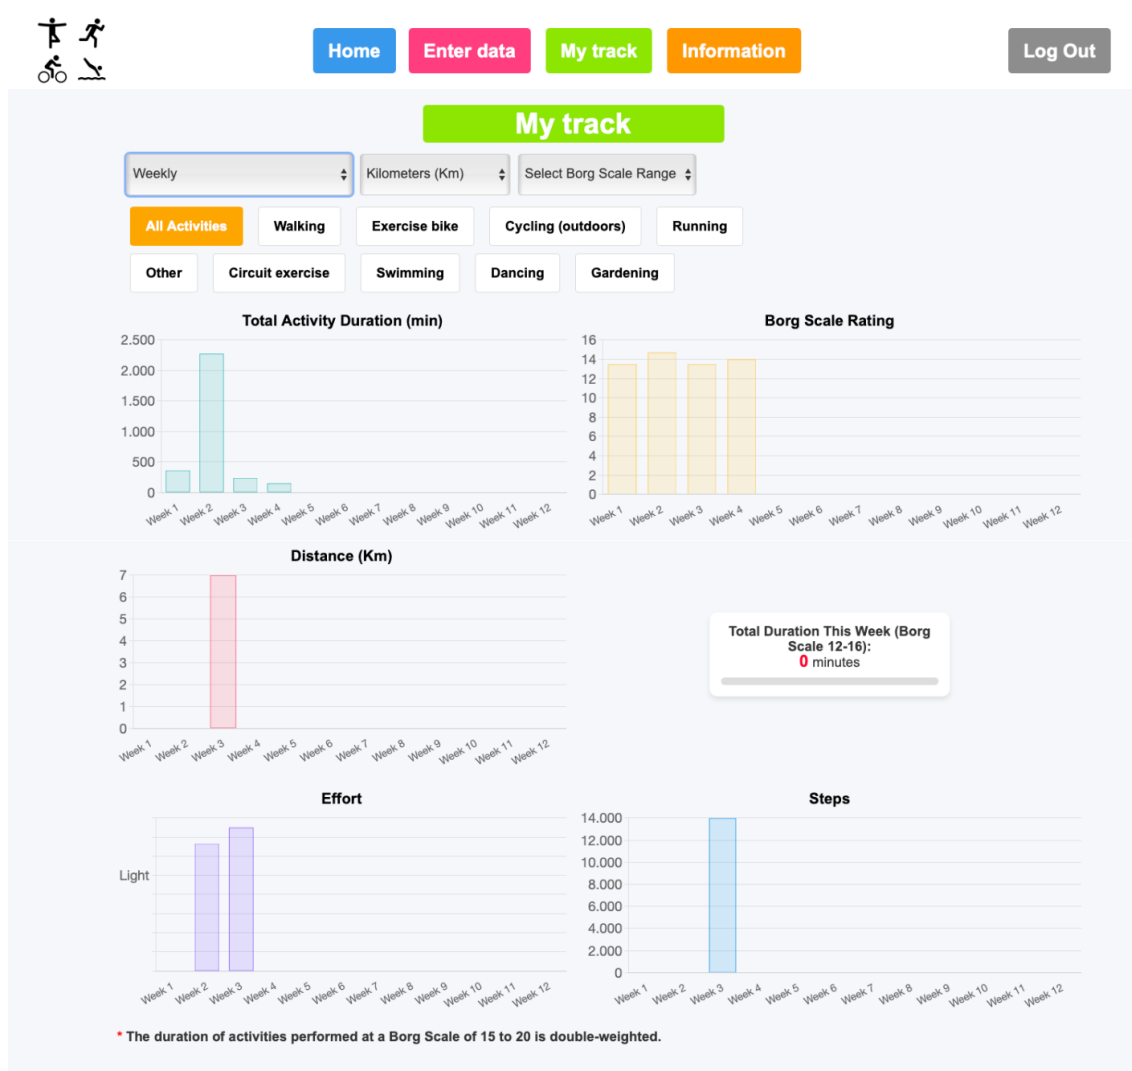 Home Enter data My track Information Log Out
My track
Weekly Kilometers (Km) Select Borg Scale Range
All Activities Walking Exercise bike Cycling (outdoors) Running
Other Circuit exercise Swimming Dancing Gardening
Total Activity Duration (min)
2.500
2.000
1.500
1.000
500
0
Week 1 Week 2 Week 3 Week 4 Week 5 Week 6 Week 7 Week 8 Week 9 Week 10 Week 11 Week 12
Borg Scale Rating
16
14
12
10
8
6
4
2
0
Week 1 Week 2 Week 3 Week 4 Week 5 Week 6 Week 7 Week 8 Week 9 Week 10 Week 11 Week 12
Distance (Km)
7
6
5
4
3
2
1
0
Week 1 Week 2 Week 3 Week 4 Week 5 Week 6 Week 7 Week 8 Week 9 Week 10 Week 11 Week 12
Total Duration This Week (Borg
Scale 12-16):
0 minutes
Effort
Light
Week 1 Week 2 Week 3 Week 4 Week 5 Week 6 Week 7 Week 8 Week 9 Week 10 Week 11 Week 12
Steps
14.000
12.000
10.000
8.000
6.000
4.000
2.000
0
Week 1 Week 2 Week 3 Week 4 Week 5 Week 6 Week 7 Week 8 Week 9 Week 10 Week 11 Week 12
* The duration of activities performed at a Borg Scale of 15 to 20 is double-weighted.